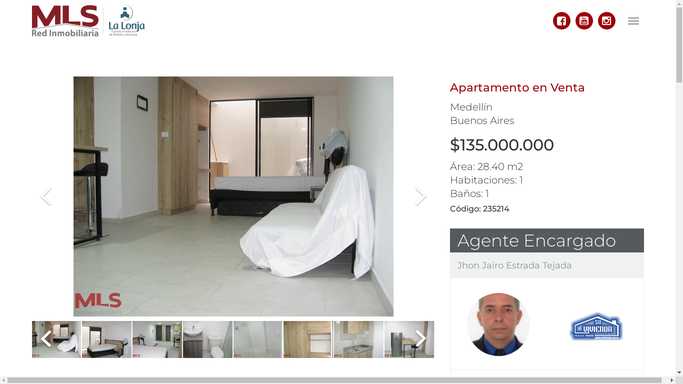 MLS
Red Inmobiliaria
La Lonja
Apartamento en Venta
Medellín
Buenos Aires
$135.000.000
Área: 28.40 m2
Habitaciones: 1
Baños: 1
Código: 235214
MLS
Agente Encargado
Jhon Jairo Estrada Tejada
VIVIENDA